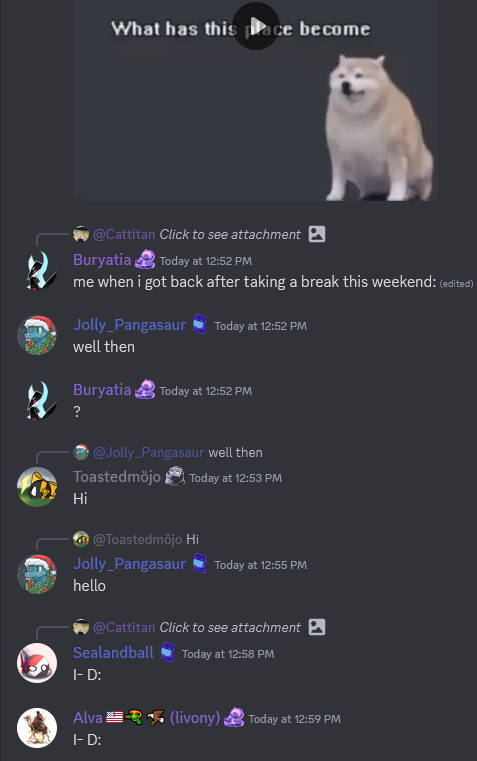 What has this place become
@Cattitan Click to see attachment
Buryatia Today at 12:52 PM
me when i got back after taking a break this weekend: (edited)
Jolly_Pangasaur Today at 12:52 PM
well then
Buryatia Today at 12:52 PM
?
@Jolly_Pangasaur well then
Toastedmöjo Today at 12:53 PM
Hi
@Toastedmöjo Hi
Jolly_Pangasaur Today at 12:55 PM
hello
@Cattitan Click to see attachment
Sealandball Today at 12:58 PM
I- D:
Alva (livony) Today at 12:59 PM
I- D: